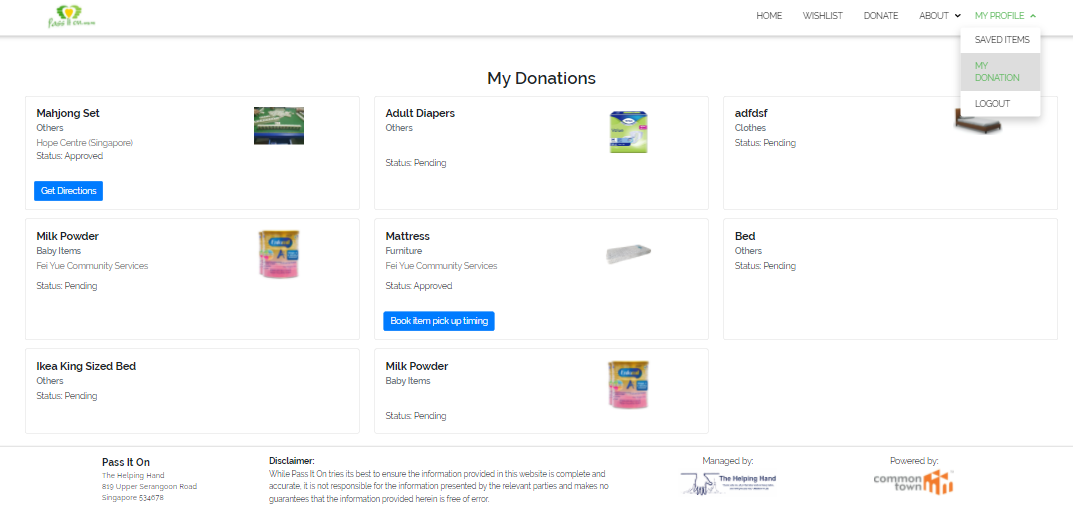 Pass It On
HOME
WISHLIST
DONATE
ABOUT
MY PROFILE
SAVED ITEMS
MY
DONATION
LOGOUT
My Donations
Mahjong Set
Others
Hope Centre (Singapore)
Status: Approved
Get Directions
Adult Diapers
Others
Status: Pending
adfdsf
Clothes
Status: Pending
Milk Powder
Baby Items
Fei Yue Community Services
Status: Pending
Mattress
Furniture
Fei Yue Community Services
Status: Approved
Book item pick up timing
Bed
Others
Status: Pending
Ikea King Sized Bed
Others
Status: Pending
Milk Powder
Baby Items
Status: Pending
Pass It On
The Helping Hand
819 Upper Serangoon Road
Singapore 534678
Disclaimer:
While Pass It On tries its best to ensure the information provided in this website is complete and
accurate, it is not responsible for the information presented by the relevant parties and makes no
guarantees that the information provided herein is free of error.
Managed by:
The Helping Hand
Powered by:
common
town